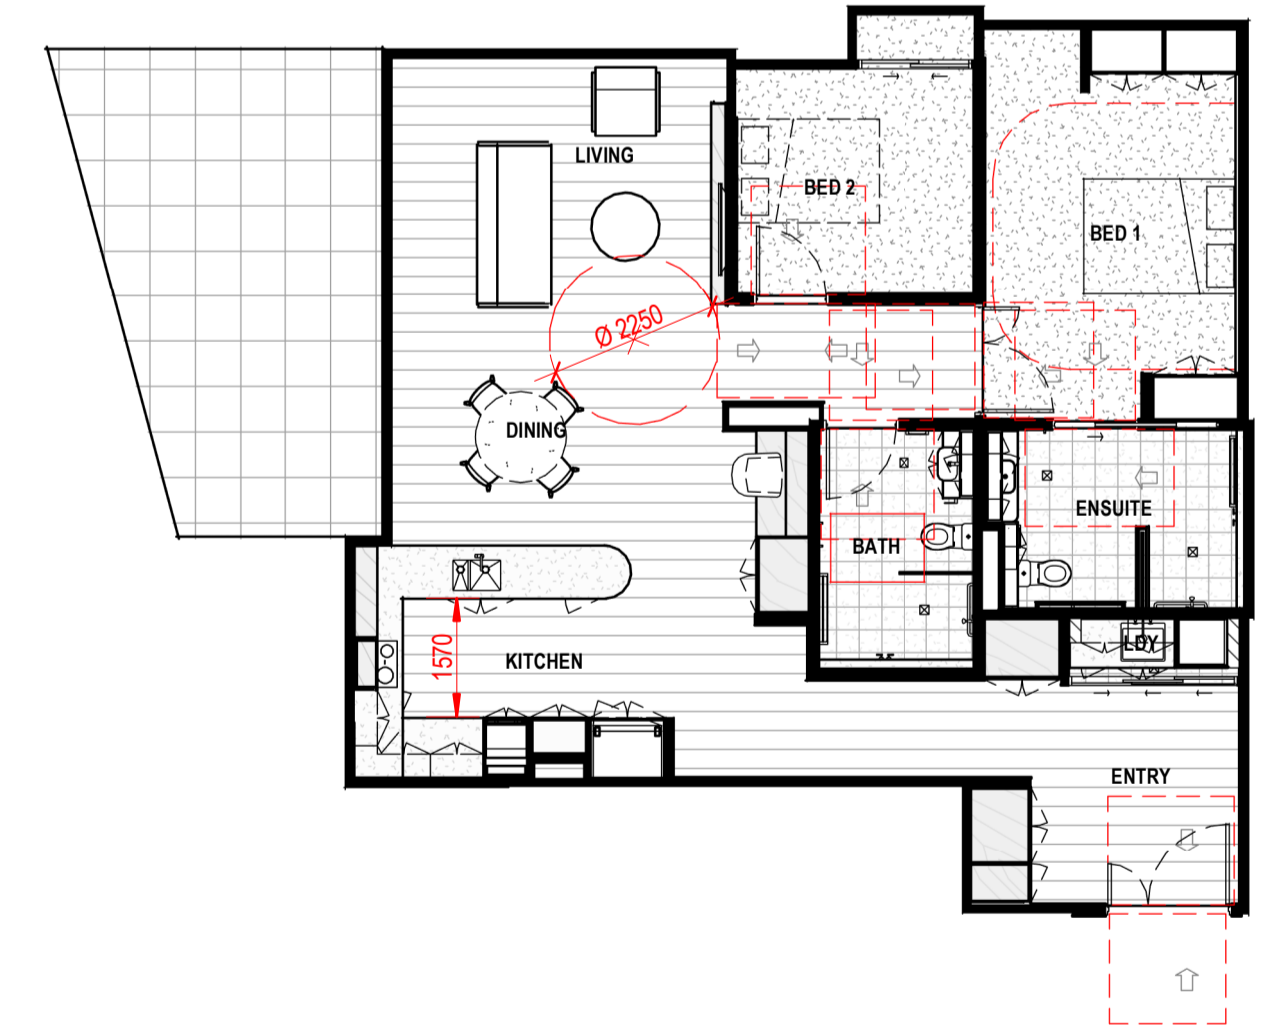 LIVING
BED 2
BED 1
Ø 2250
DINING
ENSUITE
BATH
1570
KITCHEN
LDY
ENTRY